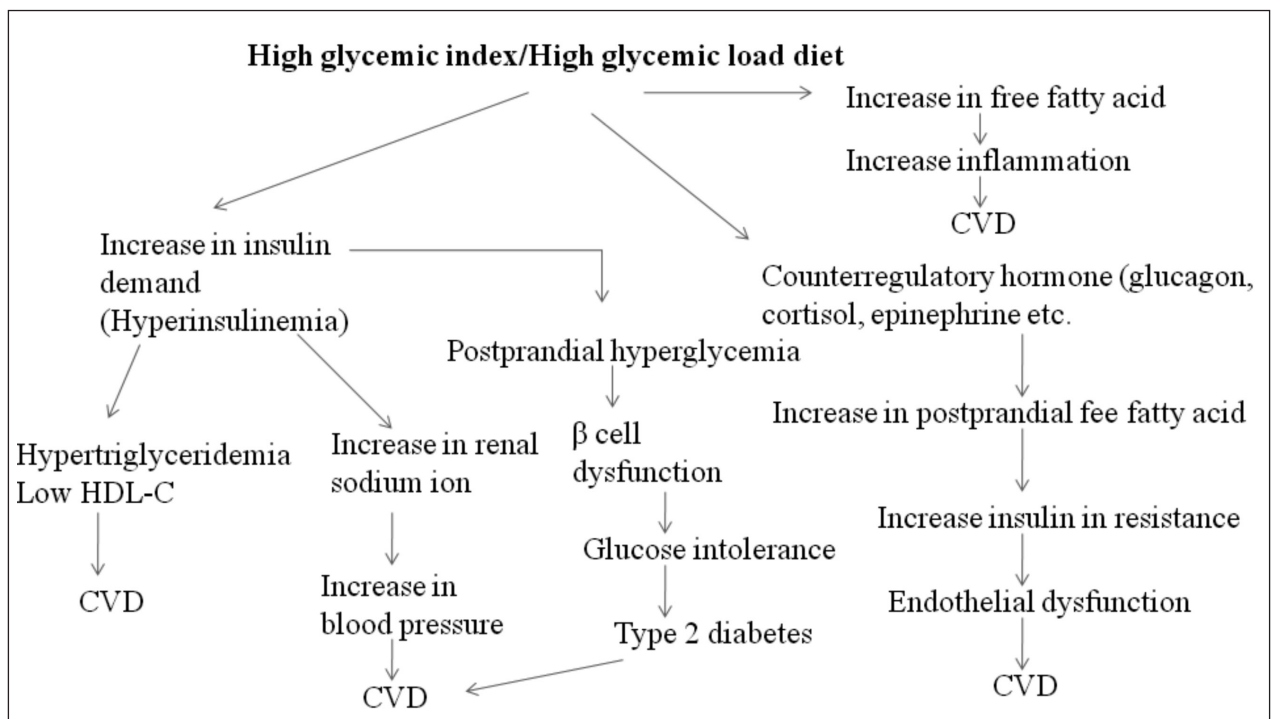 High glycemic index/High glycemic load diet
Increase in free fatty acid
Increase inflammation
CVD
Increase in insulin
demand
(Hyperinsulinemia)
Counterregulatory hormone (glucagon,
cortisol, epinephrine etc.
Postprandial hyperglycemia
Increase in postprandial fee fatty acid
Hypertriglyceridemia
Low HDL-C
Increase in renal
sodium ion
β cell
dysfunction
Increase insulin in resistance
Glucose intolerance
CVD
Increase in
blood pressure
Endothelial dysfunction
Type 2 diabetes
CVD
CVD